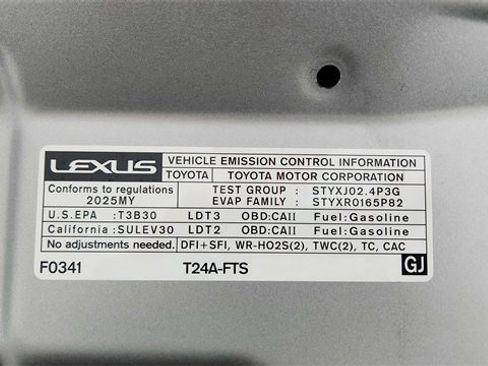 LEXUS VEHICLE EMISSION CONTROL INFORMATION
TOYOTA TOYOTA MOTOR CORPORATION
Conforms to regulations TEST GROUP : STYXJ02.4P3G
2025MY EVAP FAMILY : STYXR0165P82
U.S.EPA : T3B30 LDT3 OBD:CAII Fuel:Gasoline
California :SULEV30 LDT2 OBD:CAII Fuel:Gasoline
No adjustments needed. DFI+SFI, WR-HO2S(2), TWC(2), TC, CAC
F0341 T24A-FTS GJ